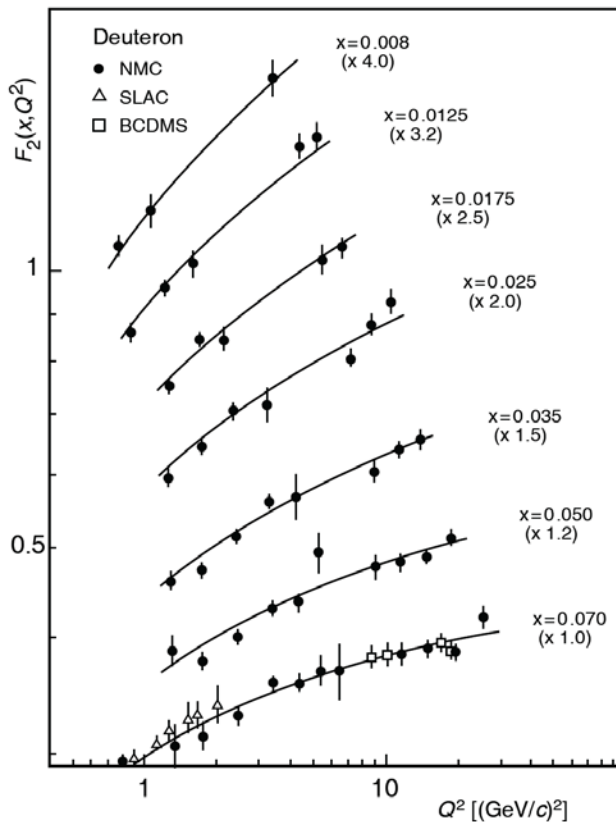 Deuteron
NMC
SLAC
BCDMS
F₂(x,Q²)
1
0.5
x=0.008
(x 4.0)
x=0.0125
(x 3.2)
x=0.0175
(x 2.5)
x=0.025
(x 2.0)
x=0.035
(x 1.5)
x=0.050
(x 1.2)
x=0.070
(x 1.0)
1
10
Q² [(GeV/c)²]